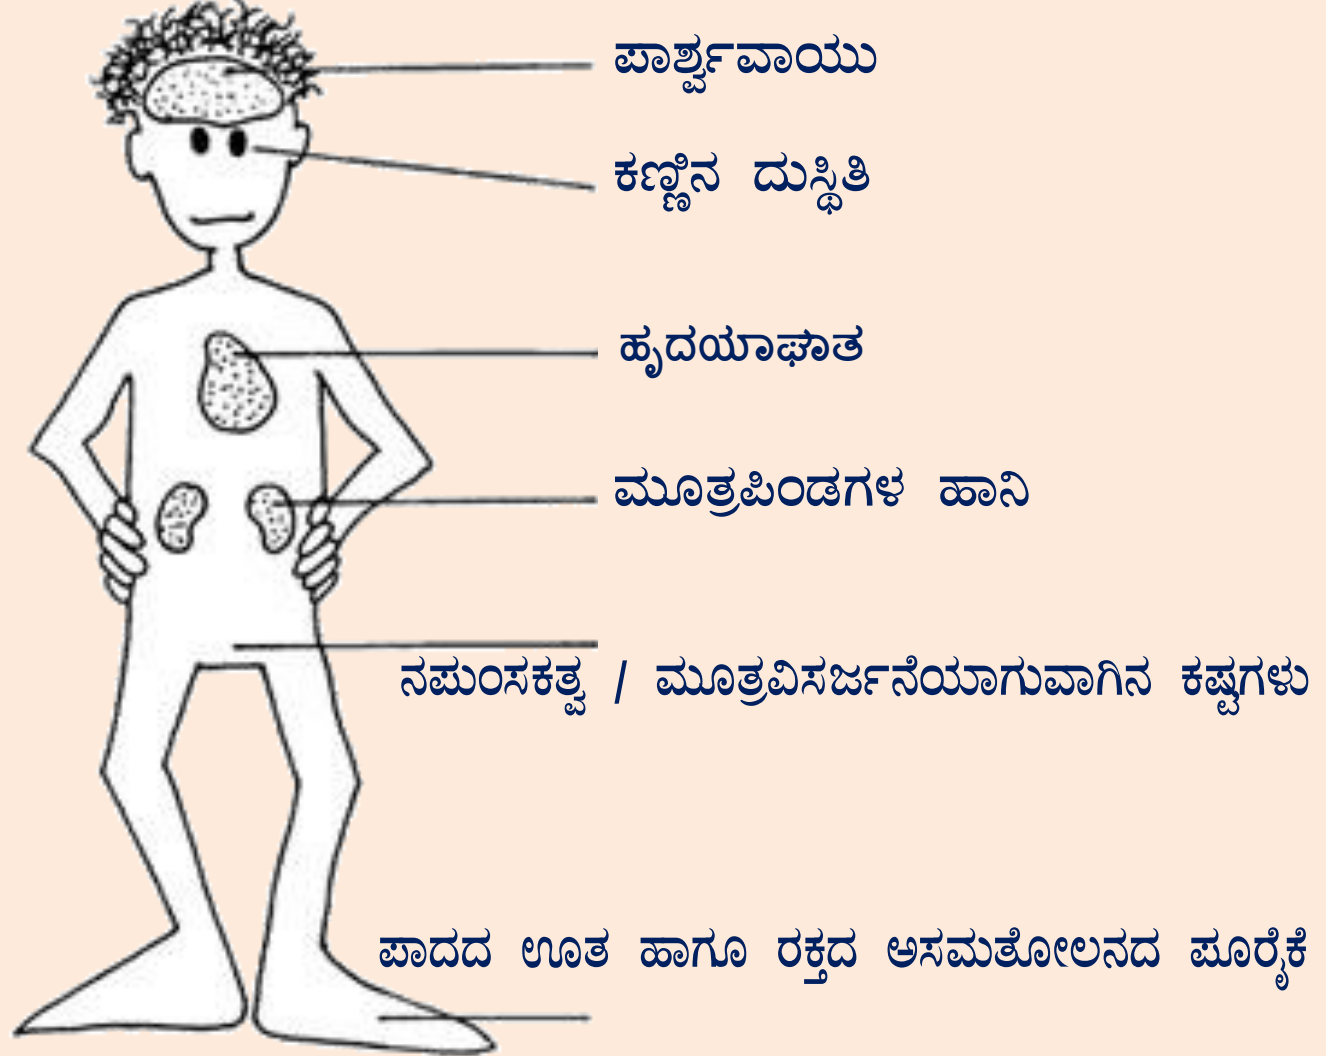 ಪಾರ್ಶ್ವವಾಯು
ಕಣ್ಣಿನ ದುಸ್ಥಿತಿ
ಹೃದಯಾಘಾತ
ಮೂತ್ರಪಿಂಡಗಳ ಹಾನಿ
ನಪುಂಸಕತ್ವ / ಮೂತ್ರವಿಸರ್ಜನೆಯಾಗುವಾಗಿನ ಕಷ್ಟಗಳು
ಪಾದದ ಊತ ಹಾಗೂ ರಕ್ತದ ಅಸಮತೋಲನದ ಪೂರೈಕೆ